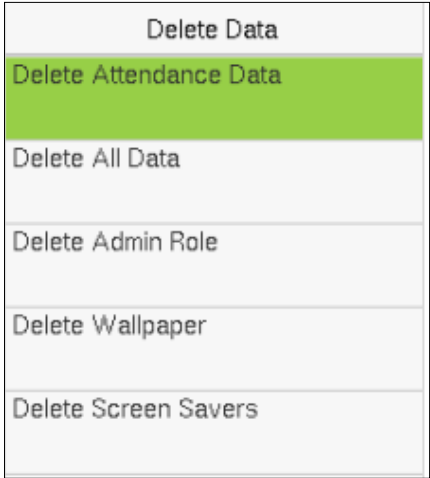 Delete Data
Delete Attendance Data
Delete All Data
Delete Admin Role
Delete Wallpaper
Delete Screen Savers